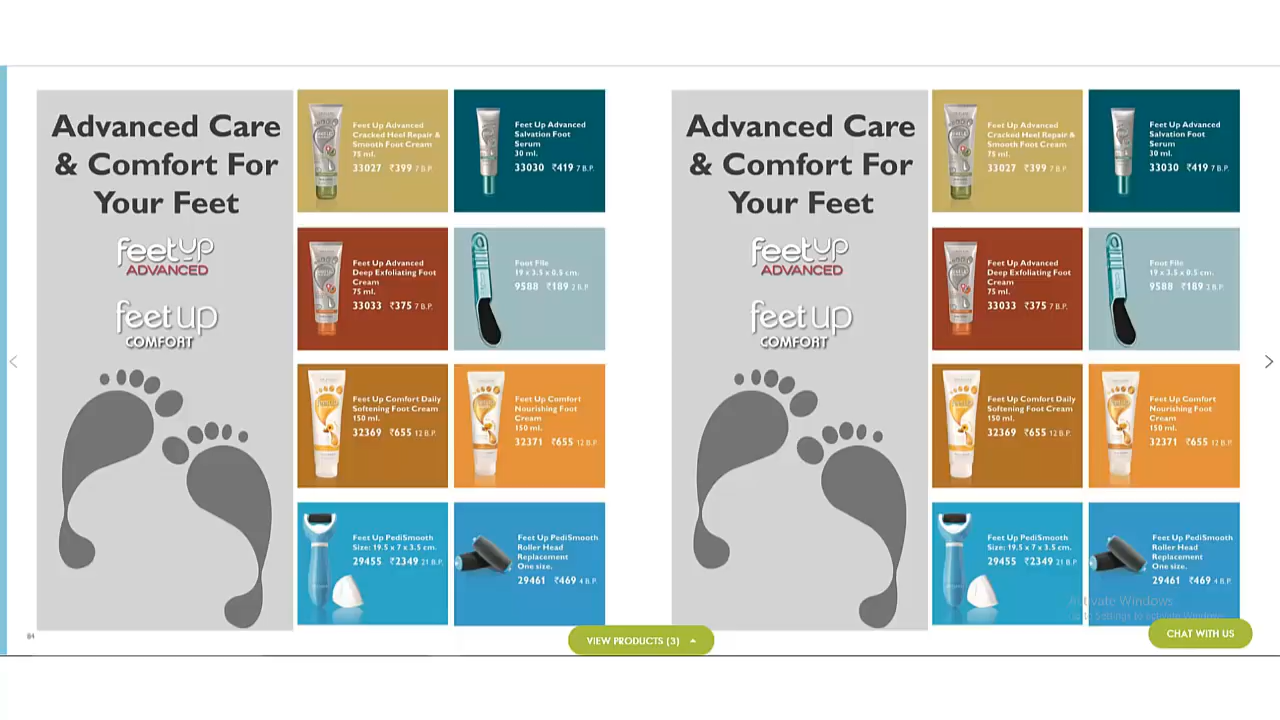 Advanced Care
& Comfort For
Your Feet
feet up
ADVANCED
feet up
COMFORT
Feet Up Advanced
Cracked Heel Repair &
Smooth Foot Cream
75 ml.
33027 ₹399 7 B.P.
Feet Up Advanced
Salvation Foot
Serum
30 ml.
33030 ₹419 7 B.P.
Feet Up Advanced
Deep Exfoliating Foot
Cream
75 ml.
33033 ₹375 7 B.P.
Foot File
19 x 3.5 x 0.5 cm.
9588 ₹189 2 B.P.
Feet Up Comfort Daily
Softening Foot Cream
150 ml.
32369 ₹655 12 B.P.
Feet Up Comfort
Nourishing Foot
Cream
150 ml.
32371 ₹655 12 B.P.
Feet Up PediSmooth
Size: 19.5 x 7 x 3.5 cm.
29455 ₹2349 21 B.P.
Feet Up PediSmooth
Roller Head
Replacement
One size.
29461 ₹469 4 B.P.
84
Advanced Care
& Comfort For
Your Feet
feet up
ADVANCED
feet up
COMFORT
Feet Up Advanced
Cracked Heel Repair &
Smooth Foot Cream
75 ml.
33027 ₹399 7 B.P.
Feet Up Advanced
Salvation Foot
Serum
30 ml.
33030 ₹419 7 B.P.
Feet Up Advanced
Deep Exfoliating Foot
Cream
75 ml.
33033 ₹375 7 B.P.
Foot File
19 x 3.5 x 0.5 cm.
9588 ₹189 2 B.P.
Feet Up Comfort Daily
Softening Foot Cream
150 ml.
32369 ₹655 12 B.P.
Feet Up Comfort
Nourishing Foot
Cream
150 ml.
32371 ₹655 12 B.P.
Feet Up PediSmooth
Size: 19.5 x 7 x 3.5 cm.
29455 ₹2349 21 B.P.
Feet Up PediSmooth
Roller Head
Replacement
One size.
29461 ₹469 4 B.P.
Activate Windows
Go to Settings to activate Windows.
VIEW PRODUCTS (3)
CHAT WITH US